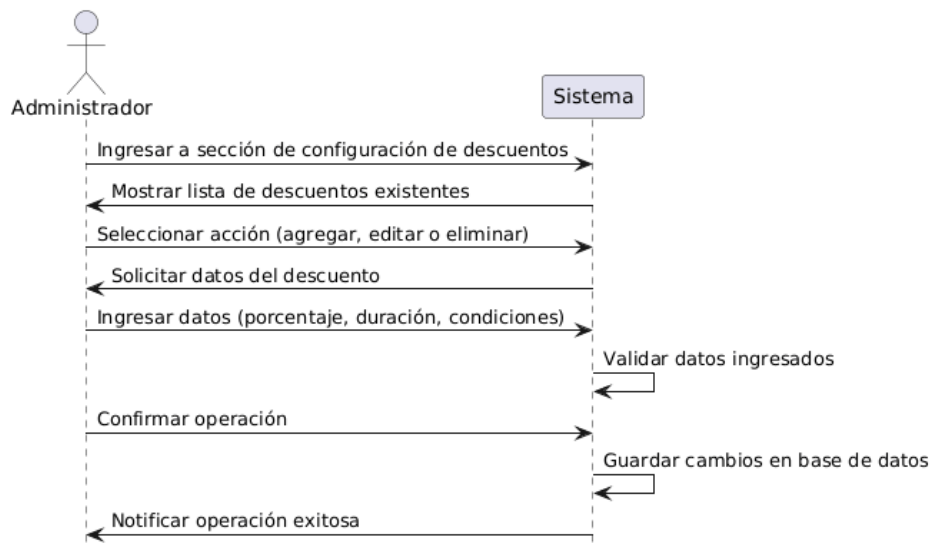 Administrador
Sistema
Ingresar a sección de configuración de descuentos
Mostrar lista de descuentos existentes
Seleccionar acción (agregar, editar o eliminar)
Solicitar datos del descuento
Ingresar datos (porcentaje, duración, condiciones)
Validar datos ingresados
Confirmar operación
Guardar cambios en base de datos
Notificar operación exitosa